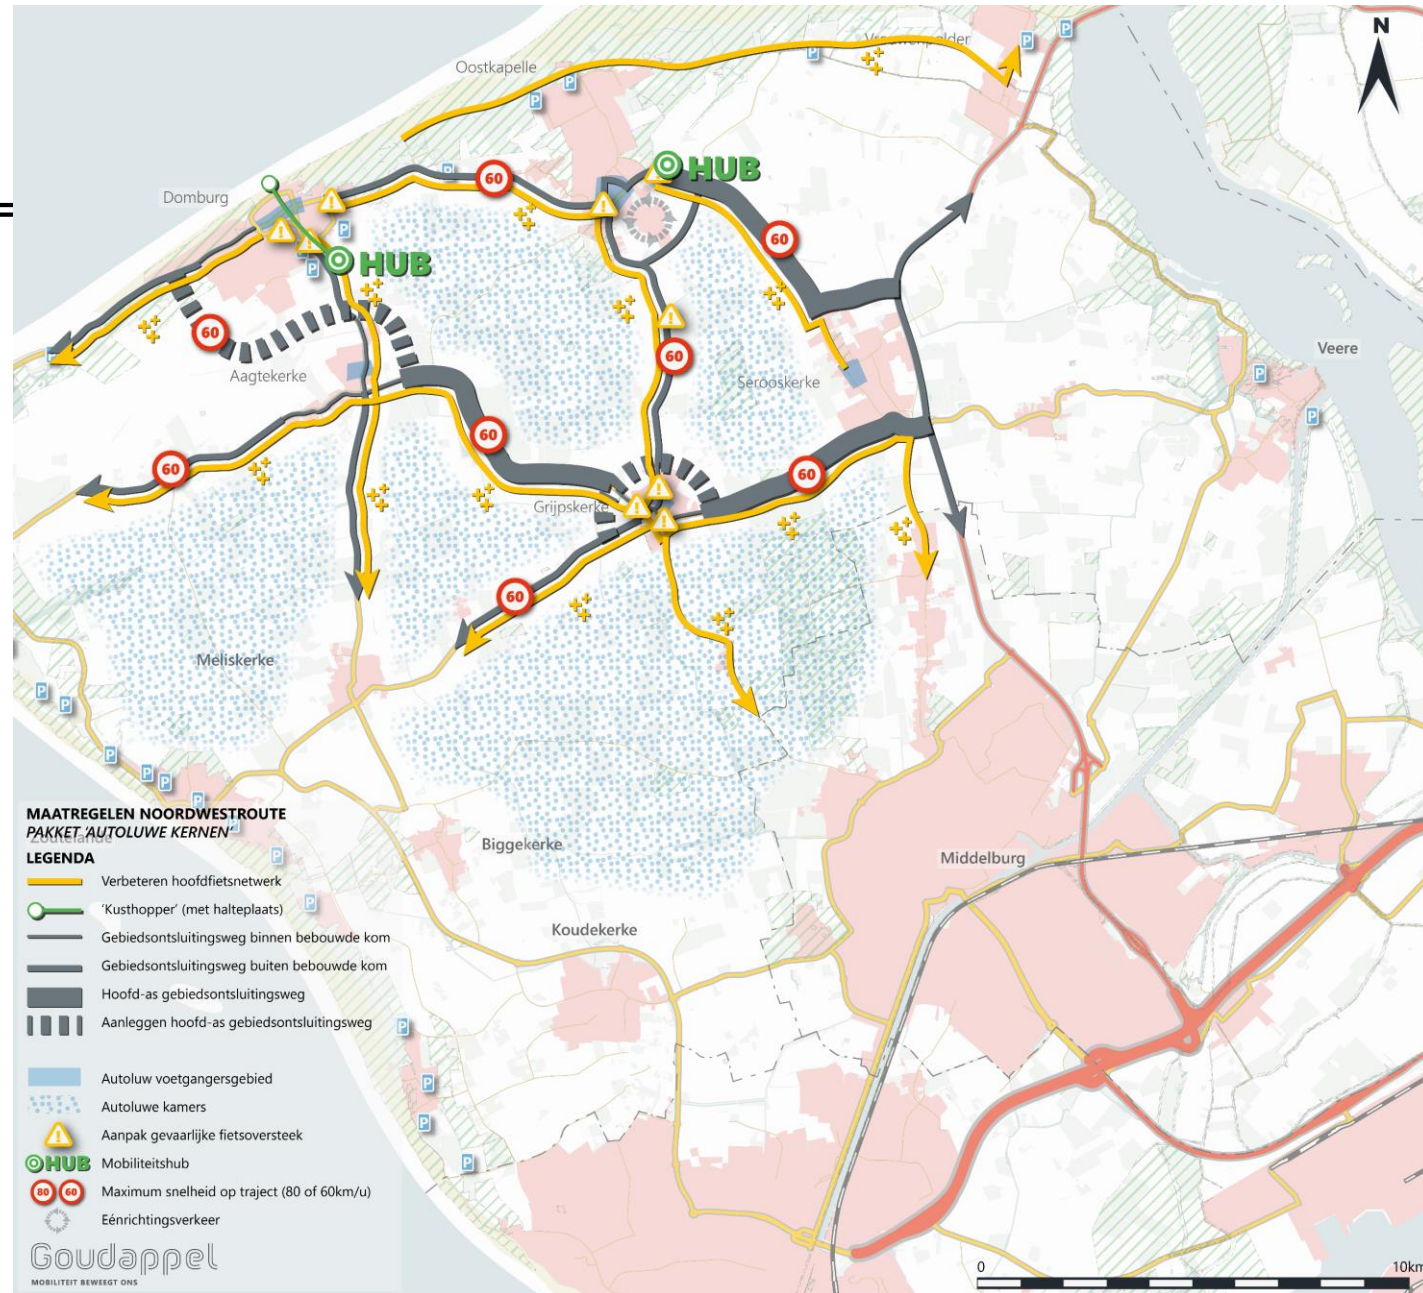 N
Vrouwenpolder
Oostkapelle
HUB
60
Domburg
60
HUB
60
60
Veere
Aagtekerke
Serooskerke
60
60
60
60
Grijpskerke
60
Meliskerke
MAATREGELEN NOORDWESTROUTE
PAKKET 'AUTOLUWE KERNEN'
Zoutelande
Biggekerke
Middelburg
Koudekerke
LEGENDA
Verbeteren hoofdfietsnetwerk
'Kusthopper' (met halteplaats)
Gebiedsontsluitingsweg binnen bebouwde kom
Gebiedsontsluitingsweg buiten bebouwde kom
Hoofd-as gebiedsontsluitingsweg
Aanleggen hoofd-as gebiedsontsluitingsweg
Autoluw voetgangersgebied
Autoluwe kamers
Aanpak gevaarlijke fietsoversteek
HUB Mobiliteitshub
80 60 Maximum snelheid op traject (80 of 60km/u)
Eénrichtingsverkeer
Goudappel
MOBILITEIT BEWEEGT ONS
0 10km